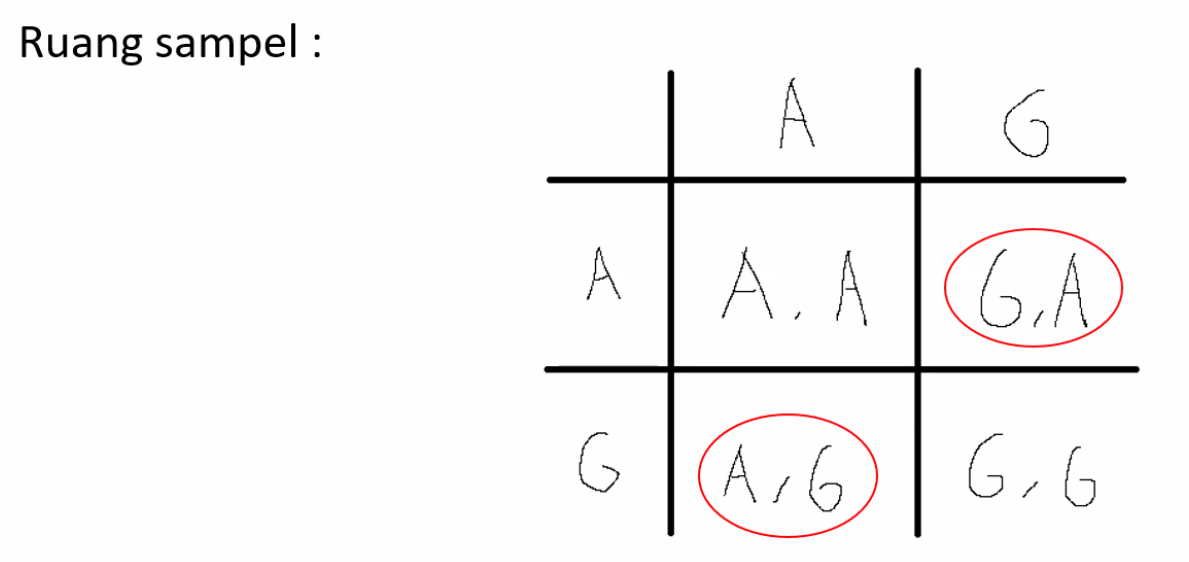 Ruang sampel :
A G
A A, A G, A
G A, G G, G